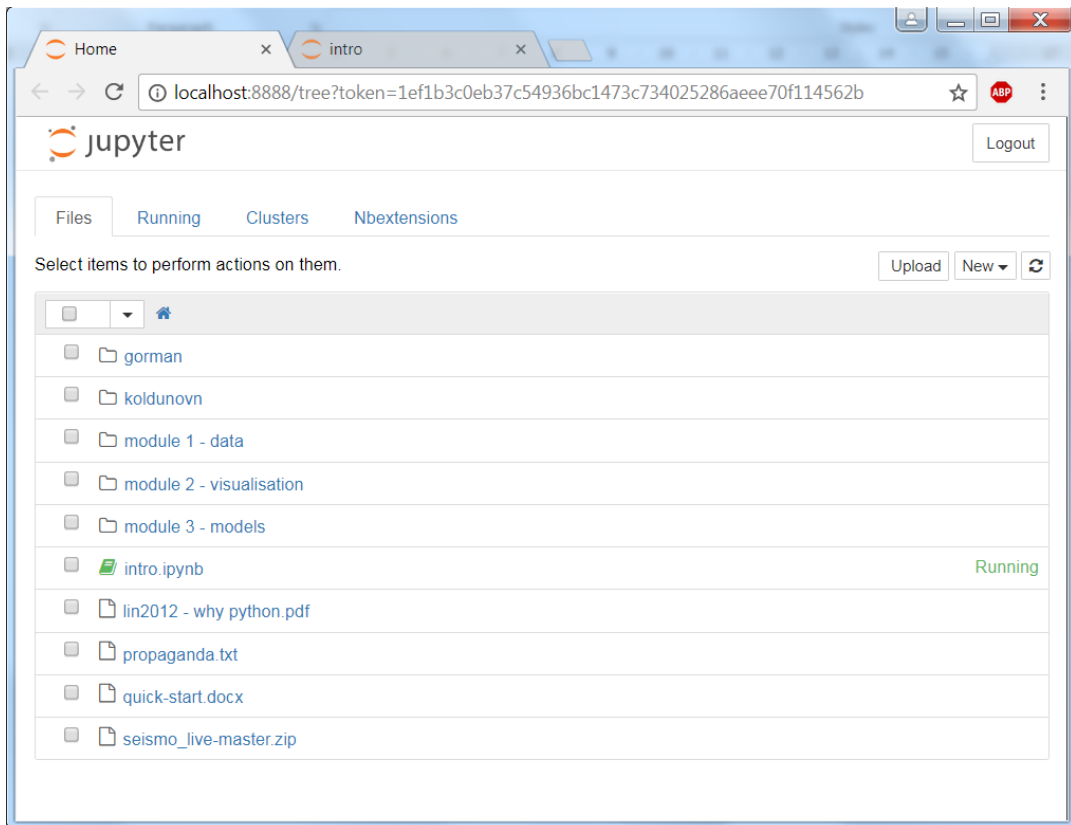 Home
intro
localhost:8888/tree?token=1ef1b3c0eb37c54936bc1473c734025286aeee70f114562b
ABP
jupyter
Logout
Files Running Clusters Nbextensions
Select items to perform actions on them.
Upload New
gorman
koldunovn
module 1 - data
module 2 - visualisation
module 3 - models
intro.ipynb Running
lin2012 - why python.pdf
propaganda.txt
quick-start.docx
seismo_live-master.zip